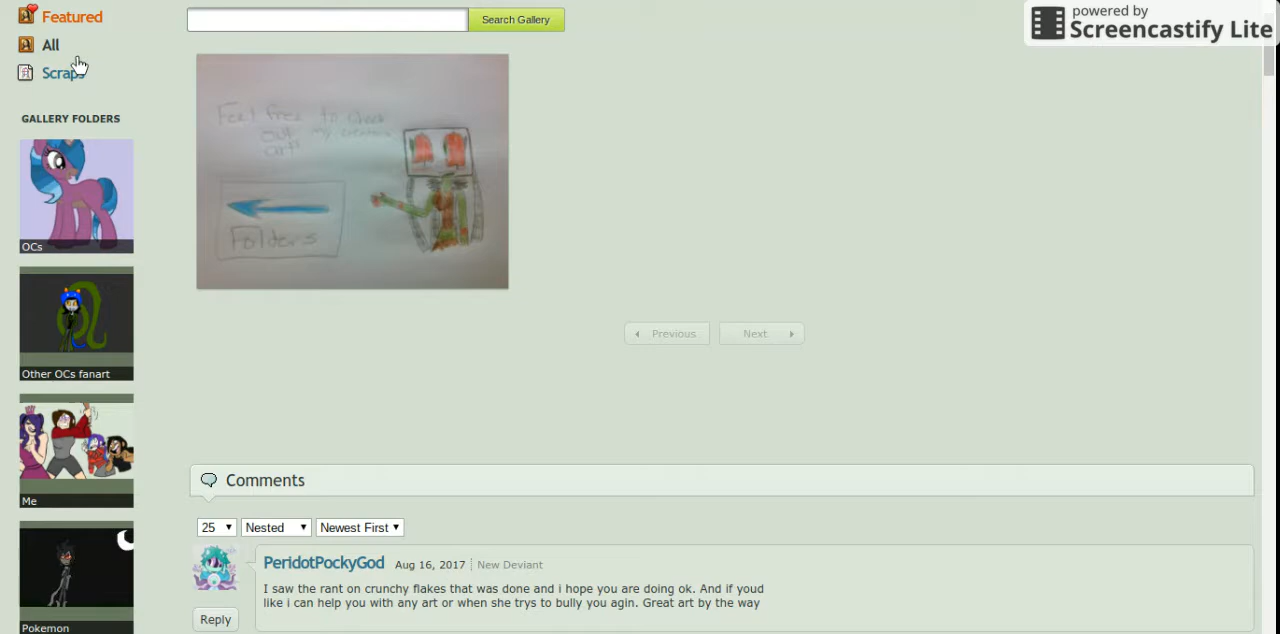 Featured
All
Scraps
GALLERY FOLDERS
OCs
Other OCs fanart
Me
Pokemon
Search Gallery
powered by
Screencastify Lite
Feel free to check
out my
Folders
Previous
Next
Comments
25
Nested
Newest First
PeridotPockyGod Aug 16, 2017 New Deviant
I saw the rant on crunchy flakes that was done and i hope you are doing ok. And if youd
like i can help you with any art or when she trys to bully you agin. Great art by the way
Reply